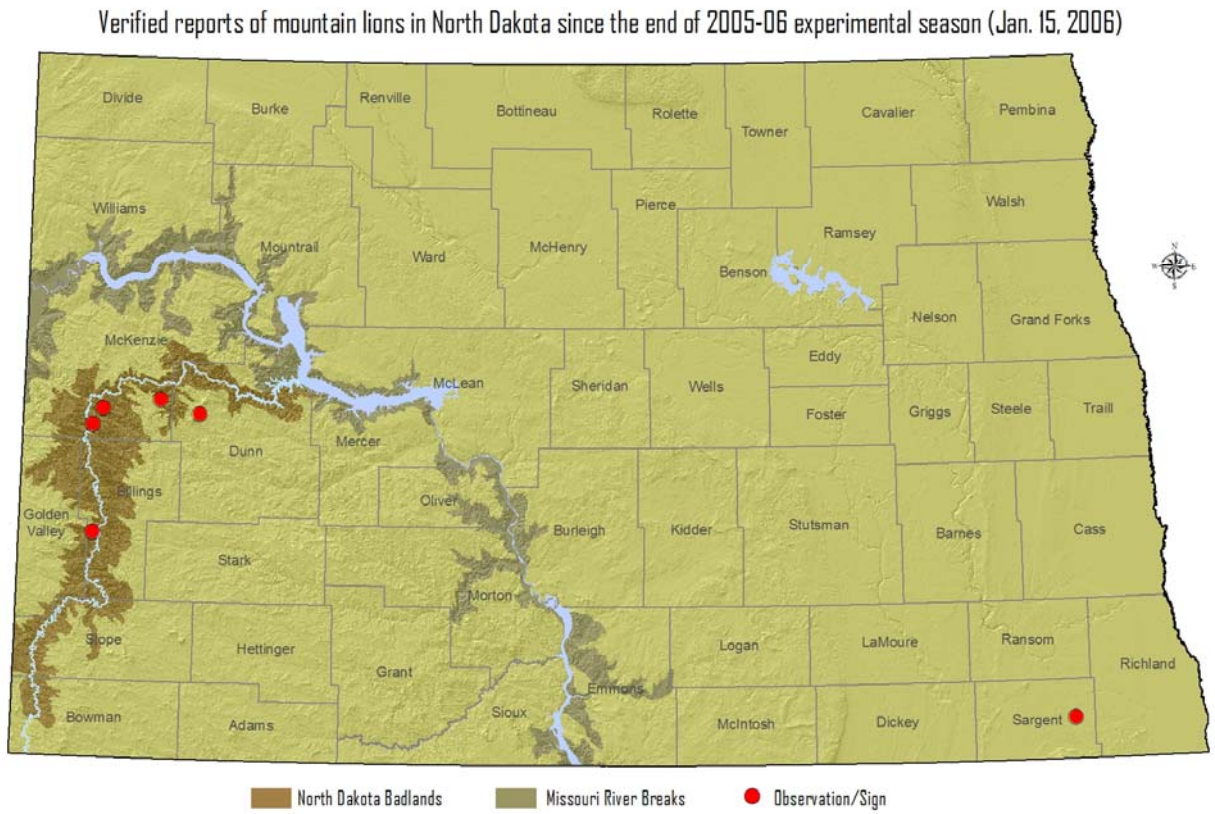 Verified reports of mountain lions in North Dakota since the end of 2005-06 experimental season (Jan. 15, 2006)
Divide
Burke
Renville
Bottineau
Rolette
Towner
Cavalier
Pembina
Williams
Mountrail
Ward
McHenry
Pierce
Benson
Ramsey
Walsh
N
W
E
S
McKenzie
McLean
Sheridan
Wells
Eddy
Foster
Nelson
Grand Forks
Griggs
Steele
Traill
Dunn
Mercer
Billings
Golden
Valley
Oliver
Burleigh
Kidder
Stutsman
Barnes
Cass
Stark
Morton
Slope
Hettinger
Grant
Logan
LaMoure
Ransom
Richland
Bowman
Adams
Sioux
Emmons
McIntosh
Dickey
Sargent
North Dakota Badlands
Missouri River Breaks
Observation/Sign